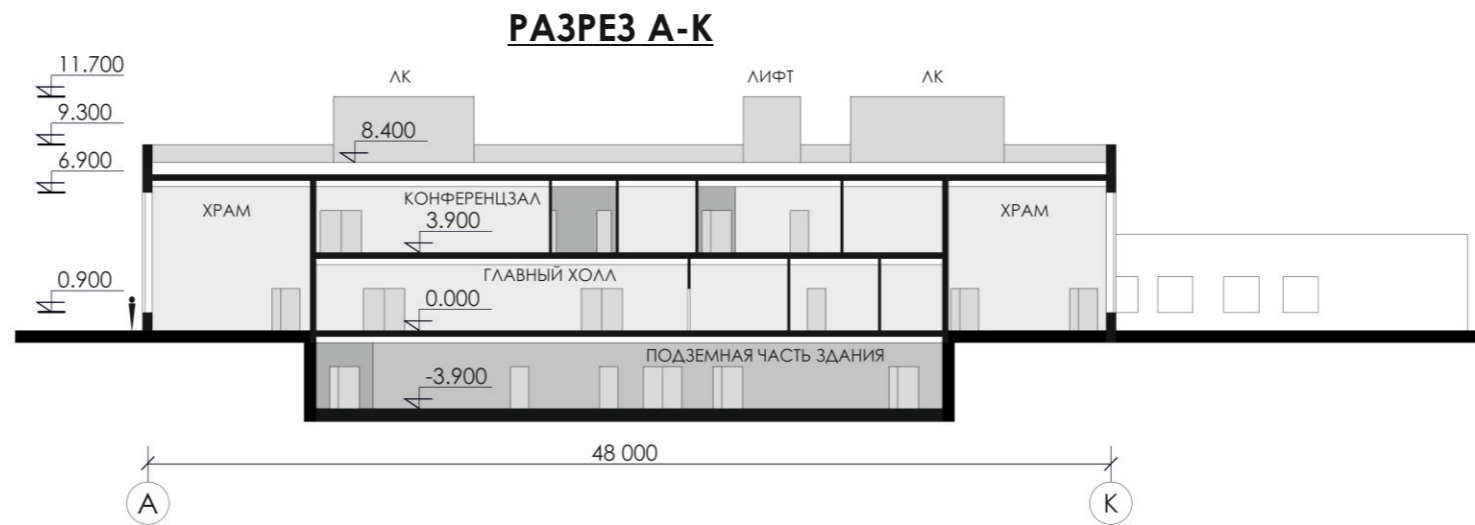 РАЗРЕЗ А-К
11.700
ЛК
ЛИФТ
ЛК
9.300
8.400
6.900
ХРАМ
КОНФЕРЕНЦЗАЛ
ХРАМ
3.900
0.900
ГЛАВНЫЙ ХОЛЛ
0.000
ПОДЗЕМНАЯ ЧАСТЬ ЗДАНИЯ
-3.900
48 000
А
К